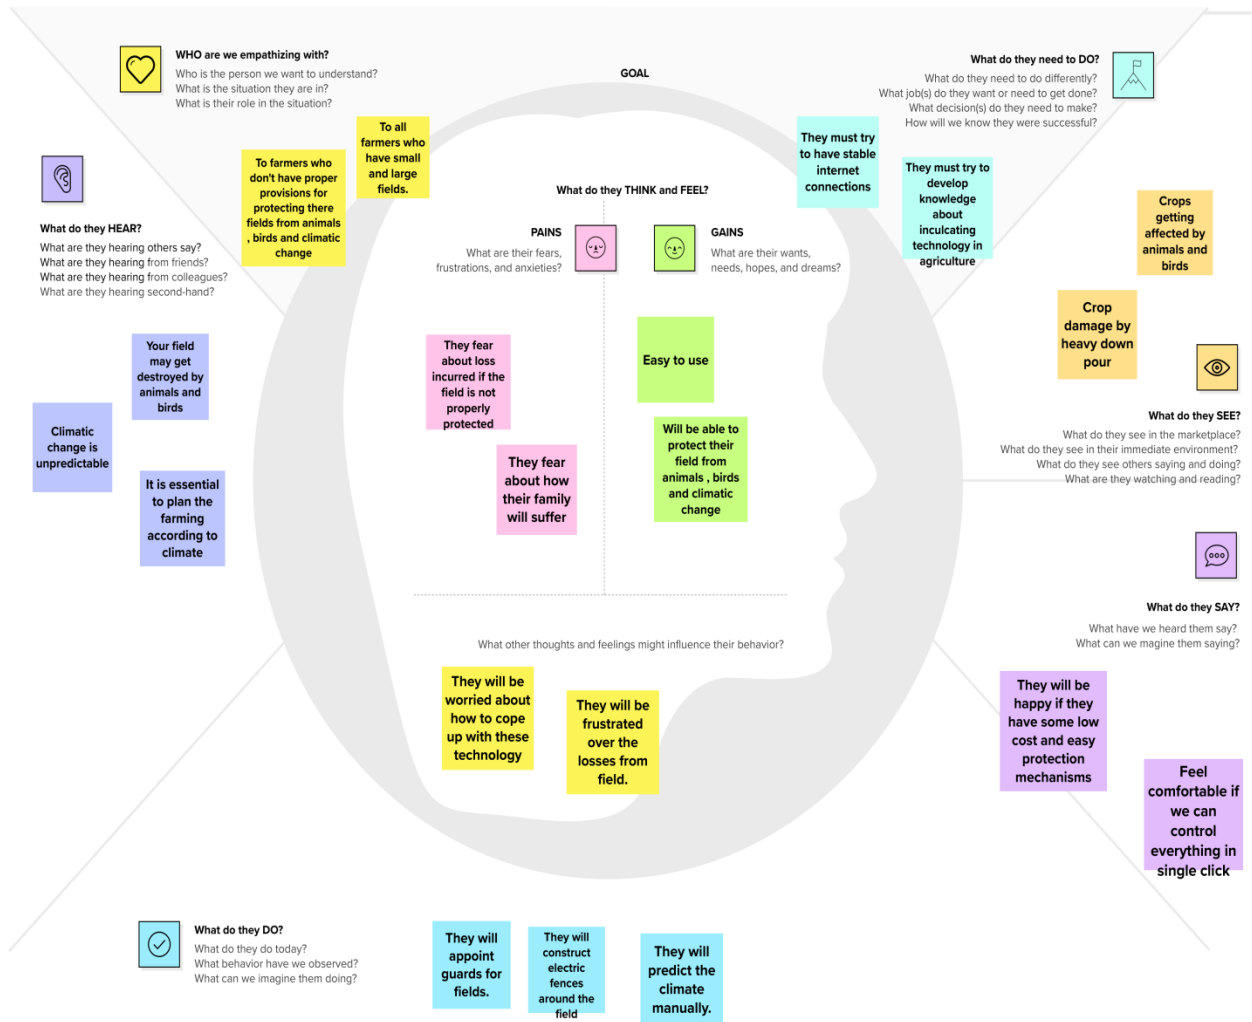 WHO are we empathizing with?
Who is the person we want to understand?
What is the situation they are in?
What is their role in the situation?
To farmers who
don't have proper
provisions for
protecting there
fields from animals
, birds and climatic
change
To all
farmers who
have small
and large
fields.
GOAL
What do they need to DO?
What do they need to do differently?
What job(s) do they want or need to get done?
What decision(s) do they need to make?
How will we know they were successful?
They must try
to have stable
internet
connections
They must try to
develop
knowledge
about
inculcating
technology in
agriculture
What do they HEAR?
What are they hearing others say?
What are they hearing from friends?
What are they hearing from colleagues?
What are they hearing second-hand?
Your field
may get
destroyed by
animals and
birds
Climatic
change is
unpredictable
It is essential
to plan the
farming
according to
climate
What do they THINK and FEEL?
PAINS
What are their fears,
frustrations, and anxieties?
GAINS
What are their wants,
needs, hopes, and dreams?
They fear
about loss
incurred if the
field is not
properly
protected
They fear
about how
their family
will suffer
Easy to use
Will be able to
protect their
field from
animals , birds
and climatic
change
Crops
getting
affected by
animals and
birds
Crop
damage by
heavy down
pour
What do they SEE?
What do they see in the marketplace?
What do they see in their immediate environment?
What do they see others saying and doing?
What are they watching and reading?
What do they SAY?
What have we heard them say?
What can we magine them saying?
They will be
happy if they
have some low
cost and easy
protection
mechanisms
Feel
comfortable if
we can
control
everything in
single click
What other thoughts and feelings might influence their behavior?
They will be
worried about
how to cope
up with these
technology
They will be
frustrated
over the
losses from
field.
What do they DO?
What do they do today?
What behavior have we observed?
What can we imagine them doing?
They will
appoint
guards for
fields.
They will
construct
electric
fences
around the
field
They will
predict the
climate
manually.